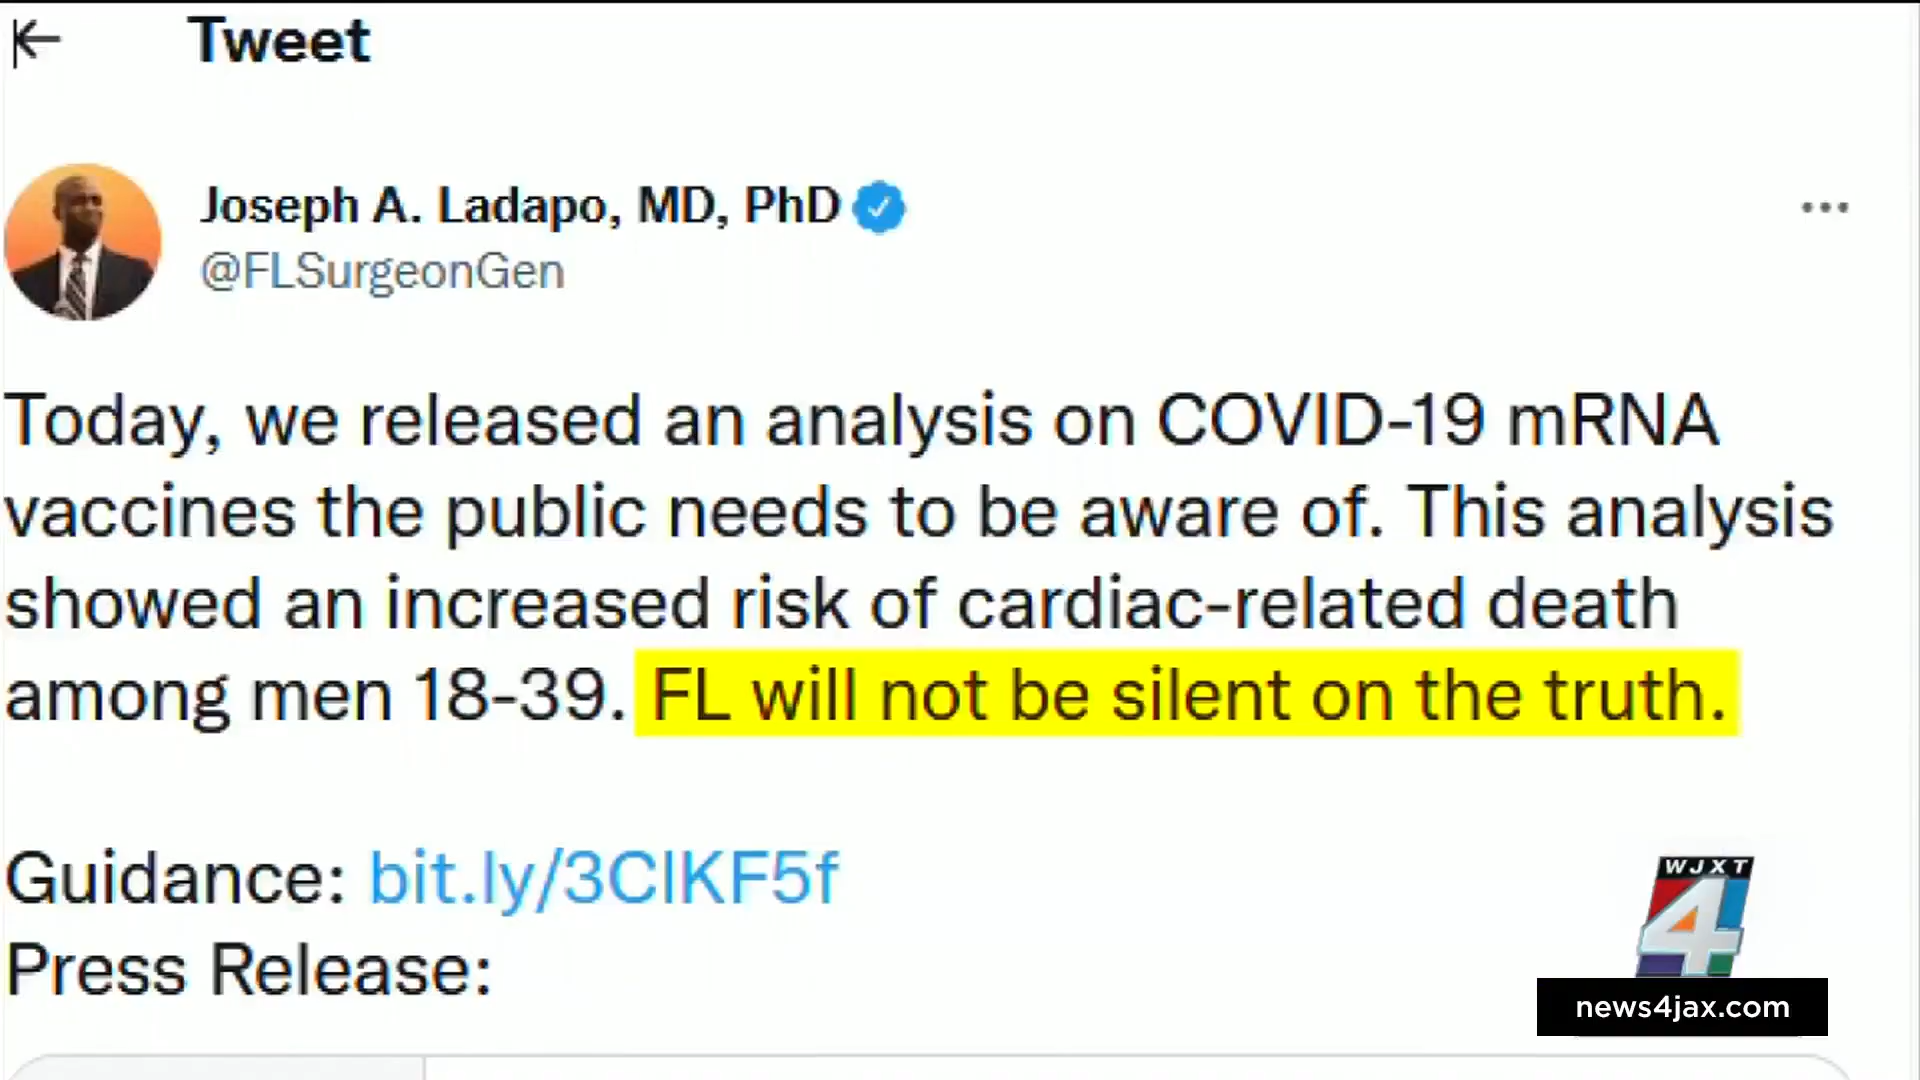 Tweet
Joseph A. Ladapo, MD, PhD
@FLSurgeonGen
Today, we released an analysis on COVID-19 mRNA
vaccines the public needs to be aware of. This analysis
showed an increased risk of cardiac-related death
among men 18-39. FL will not be silent on the truth.
Guidance: bit.ly/3ClKF5f
Press Release:
WJXT
4
news4jax.com